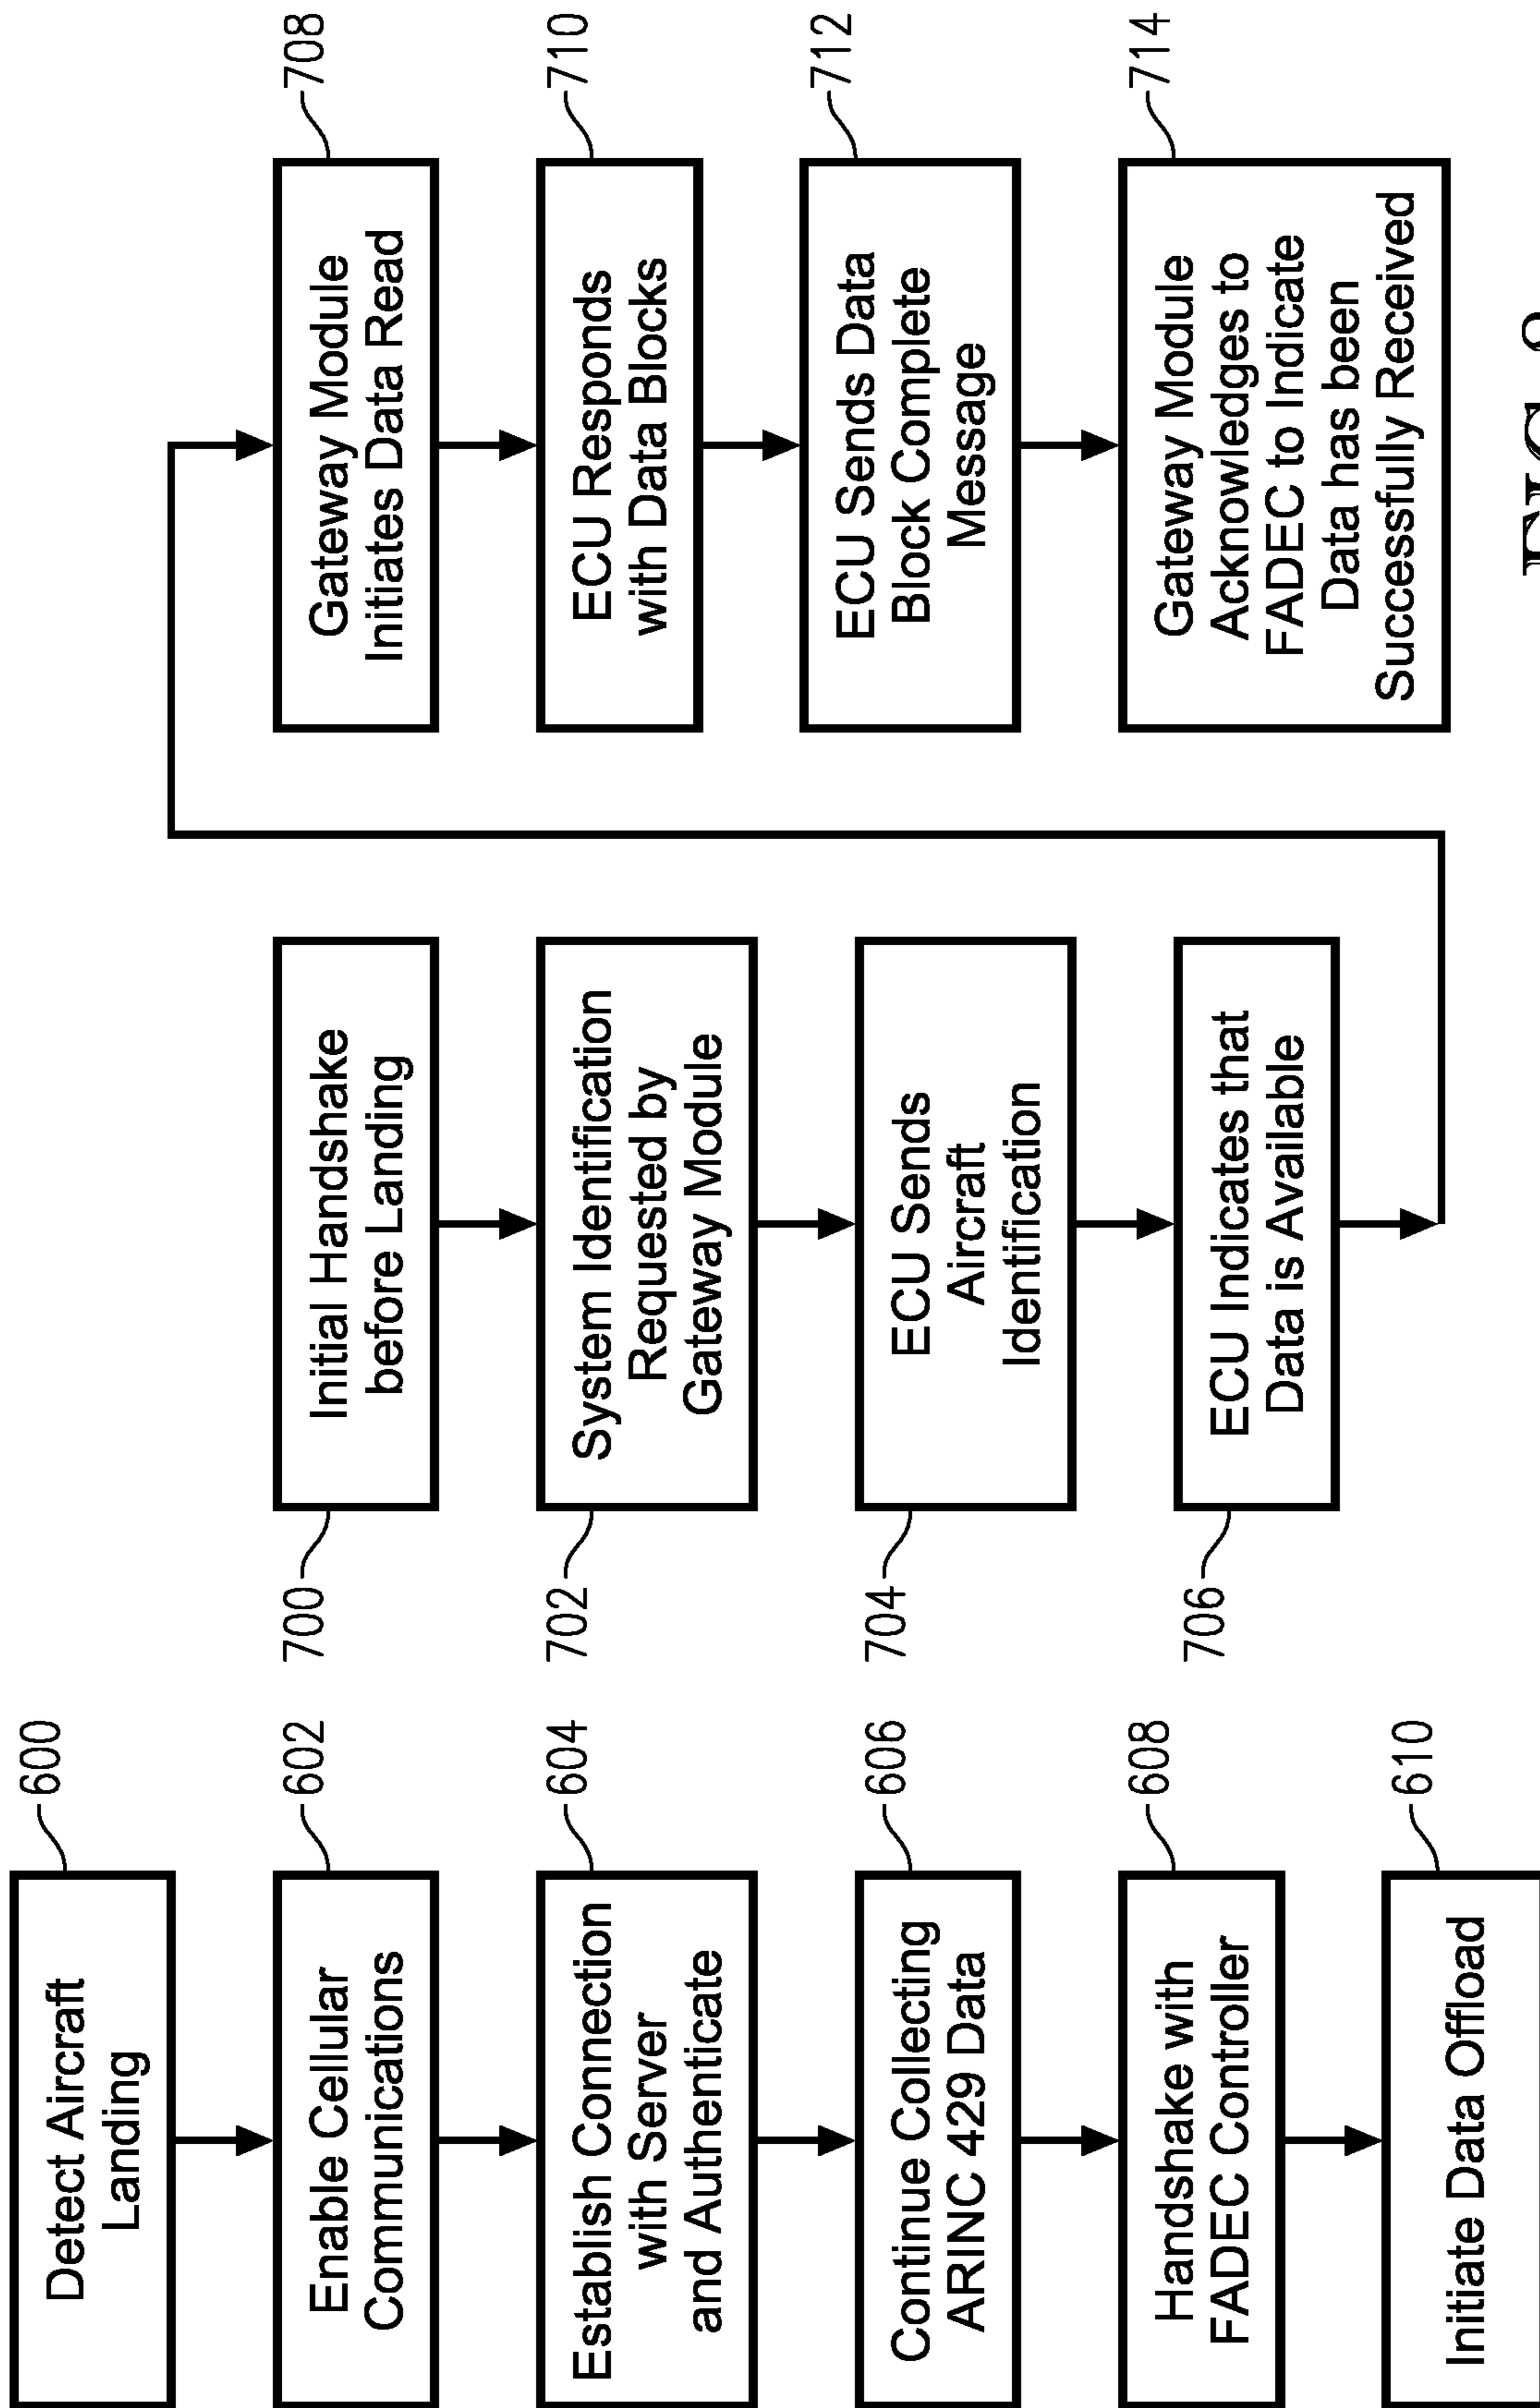 600
Detect Aircraft
Landing
602
Enable Cellular
Communications
604
Establish Connection
with Server
and Authenticate
606
Continue Collecting
ARINC 429 Data
608
Handshake with
FADEC Controller
610
Initiate Data Offload
700
Initial Handshake
before Landing
702
System Identification
Requested by
Gateway Module
704
ECU Sends
Aircraft
Identification
706
ECU Indicates that
Data is Available
708
Gateway Module
Initiates Data Read
710
ECU Responds
with Data Blocks
712
ECU Sends Data
Block Complete
Message
714
Gateway Module
Acknowledges to
FADEC to Indicate
Data has been
Successfully Received